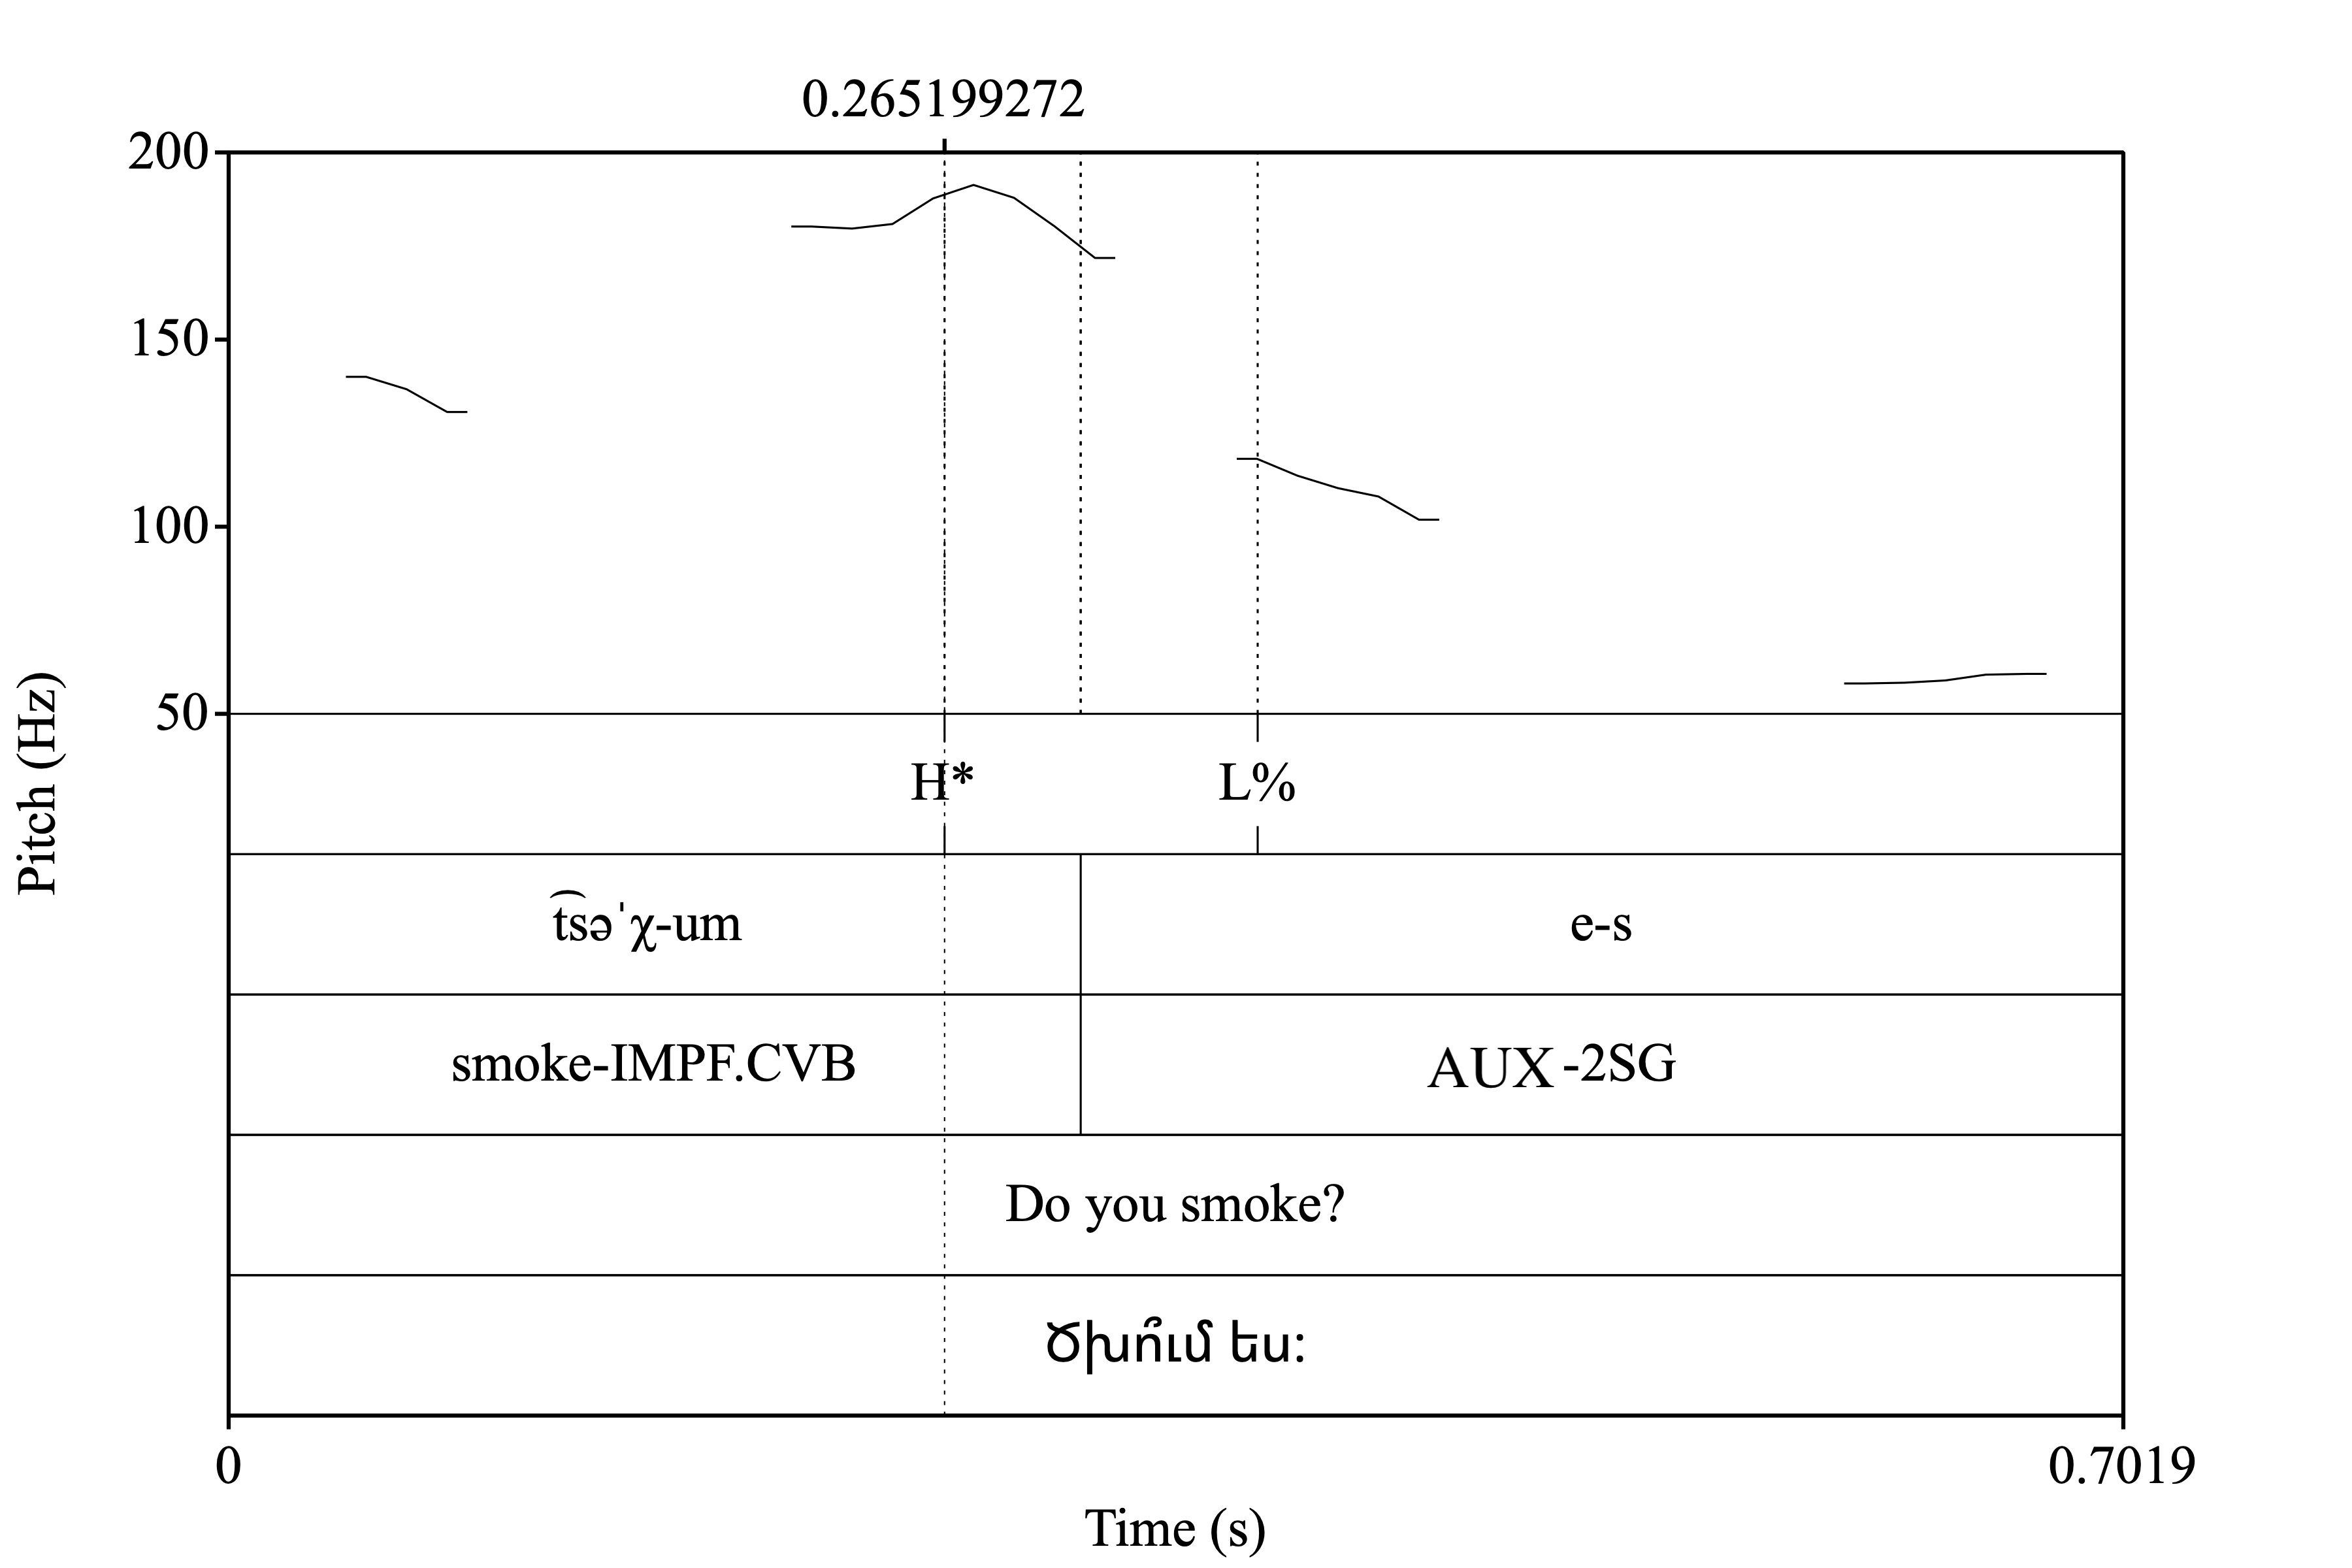 0.265199272
200
150
100
50
Pitch (Hz)
H* L%
t͡səˈχ-um e-s
smoke-IMPF.CVB AUX-2SG
Do you smoke?
Ծխո՞ւմ ես:
0 0.7019
Time (s)